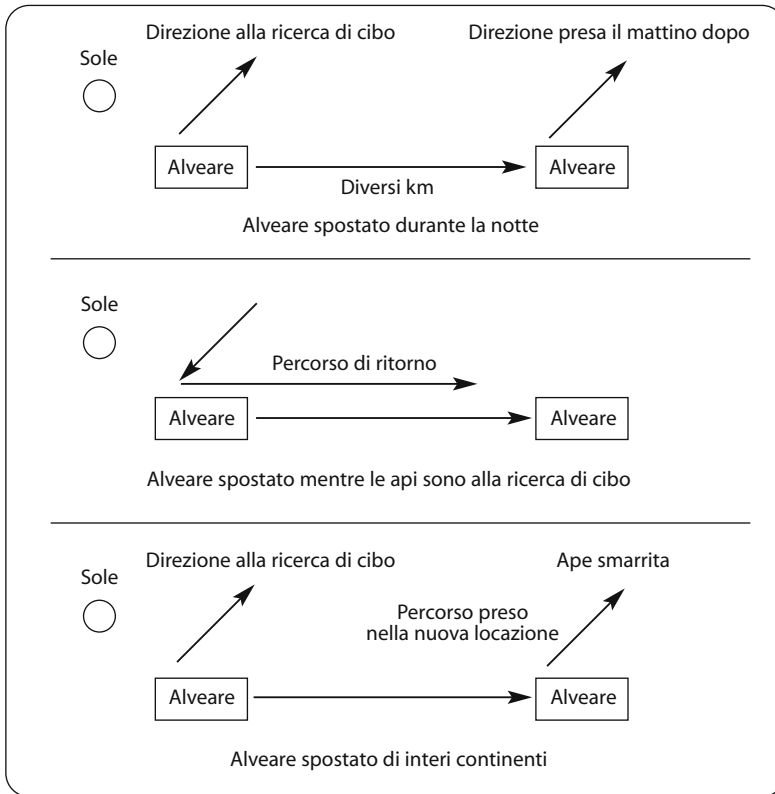 Direzione alla ricerca di cibo
Direzione presa il mattino dopo
Sole
Alveare
Alveare
Diversi km
Alveare spostato durante la notte
Sole
Percorso di ritorno
Alveare
Alveare
Alveare spostato mentre le api sono alla ricerca di cibo
Direzione alla ricerca di cibo
Ape smarrita
Sole
Percorso preso
nella nuova locazione
Alveare
Alveare
Alveare spostato di interi continenti